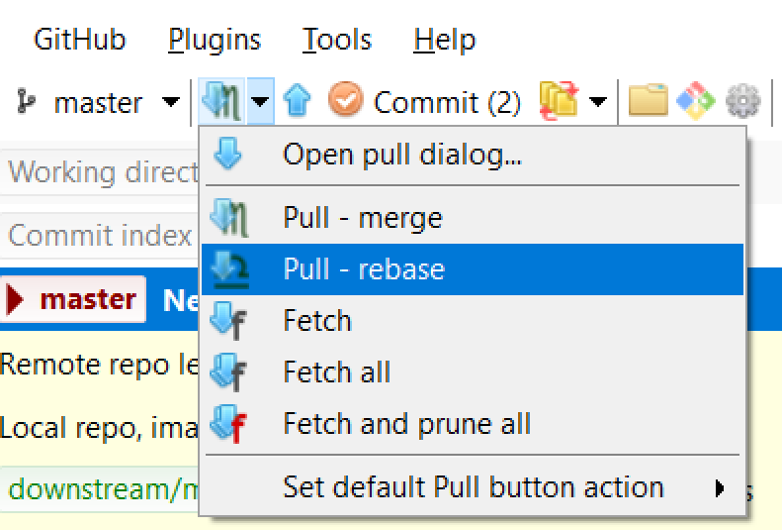 GitHub Plugins Tools Help
master Commit (2)
Open pull dialog...
Working direct
Pull - merge
Commit index
Pull - rebase
master Ne
Fetch
Remote repo le
Fetch all
Fetch and prune all
Local repo, ima
Set default Pull button action
downstream/m